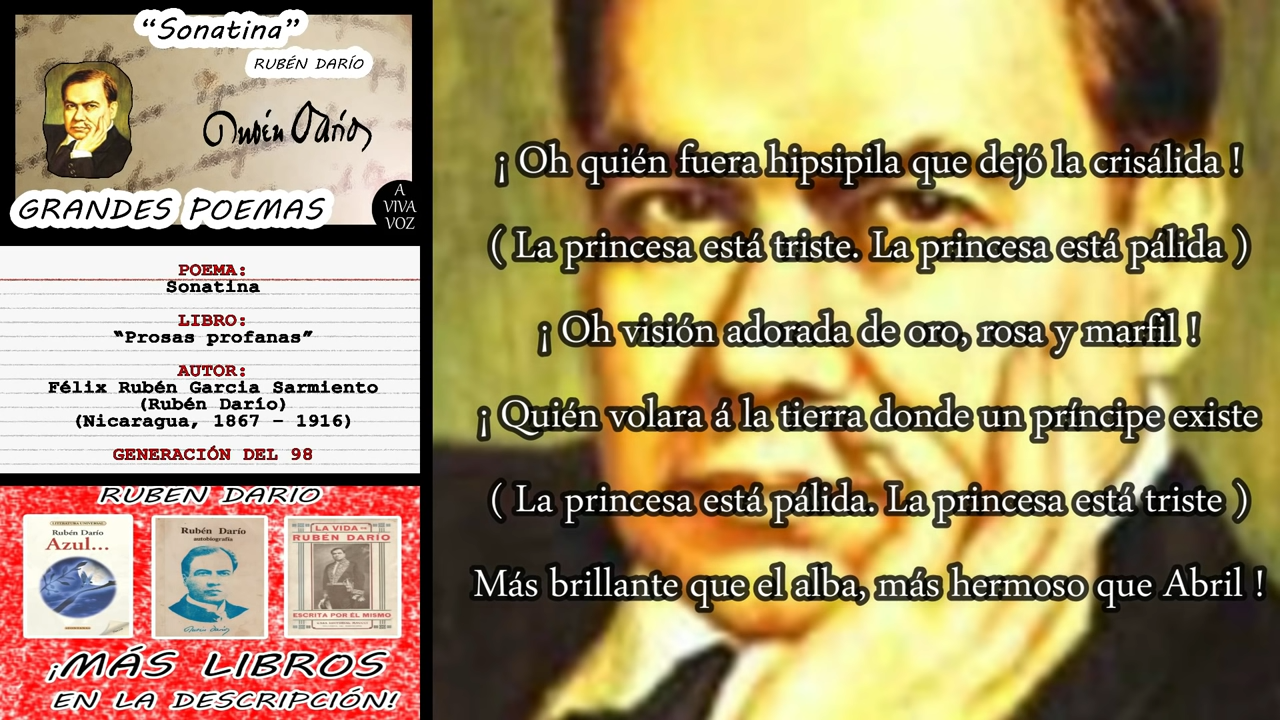 “Sonatina”
RUBÉN DARÍO
Rubén Darío
GRANDES POEMAS
A
VIVA
VOZ
POEMA:
Sonatina
LIBRO:
“Prosas profanas”
AUTOR:
Félix Rubén Garcia Sarmiento
(Rubén Darío)
(Nicaragua, 1867 – 1916)
GENERACIÓN DEL 98
RUBEN DARIO
LITERATURA UNIVERSAL
Rubén Darío
Azul...
Rubén Darío
autobiografía
Rubén Darío
LA VIDA DE
RUBÉN DARÍO
ESCRITA POR ÉL MISMO
¡MÁS LIBROS
EN LA DESCRIPCIÓN!
¡ Oh quién fuera hipsipila que dejó la crisálida !
( La princesa está triste. La princesa está pálida )
¡ Oh visión adorada de oro, rosa y marfil !
¡ Quién volara á la tierra donde un príncipe existe
( La princesa está pálida. La princesa está triste )
Más brillante que el alba, más hermoso que Abril !